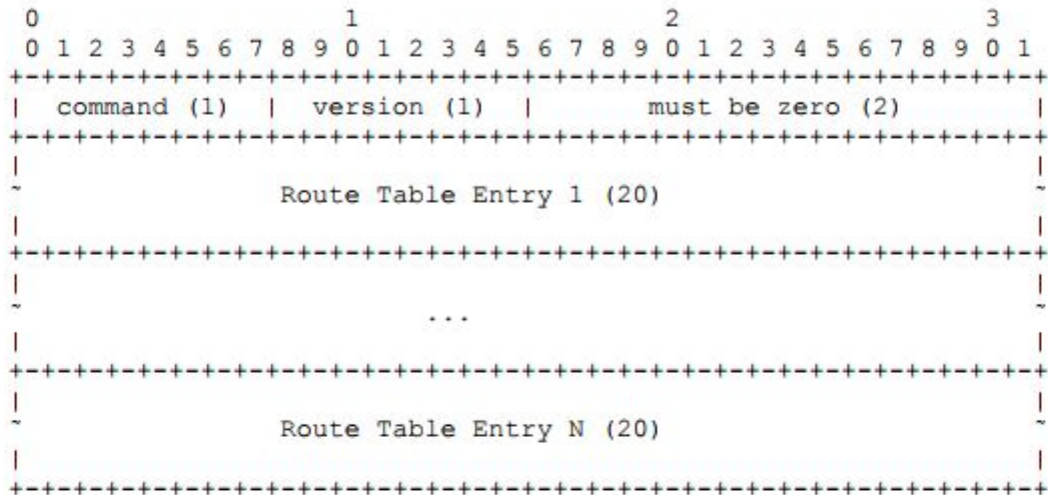 0                   1                   2                   3
 0 1 2 3 4 5 6 7 8 9 0 1 2 3 4 5 6 7 8 9 0 1 2 3 4 5 6 7 8 9 0 1
+-+-+-+-+-+-+-+-+-+-+-+-+-+-+-+-+-+-+-+-+-+-+-+-+-+-+-+-+-+-+-+-+
|  command (1)  |  version (1)  |       must be zero (2)        |
+-+-+-+-+-+-+-+-+-+-+-+-+-+-+-+-+-+-+-+-+-+-+-+-+-+-+-+-+-+-+-+-+
|                                                               |
~                Route Table Entry 1 (20)                       ~
|                                                               |
+-+-+-+-+-+-+-+-+-+-+-+-+-+-+-+-+-+-+-+-+-+-+-+-+-+-+-+-+-+-+-+-+
|                                                               |
~                         ...                                   ~
|                                                               |
+-+-+-+-+-+-+-+-+-+-+-+-+-+-+-+-+-+-+-+-+-+-+-+-+-+-+-+-+-+-+-+-+
|                                                               |
~                Route Table Entry N (20)                       ~
|                                                               |
+-+-+-+-+-+-+-+-+-+-+-+-+-+-+-+-+-+-+-+-+-+-+-+-+-+-+-+-+-+-+-+-+